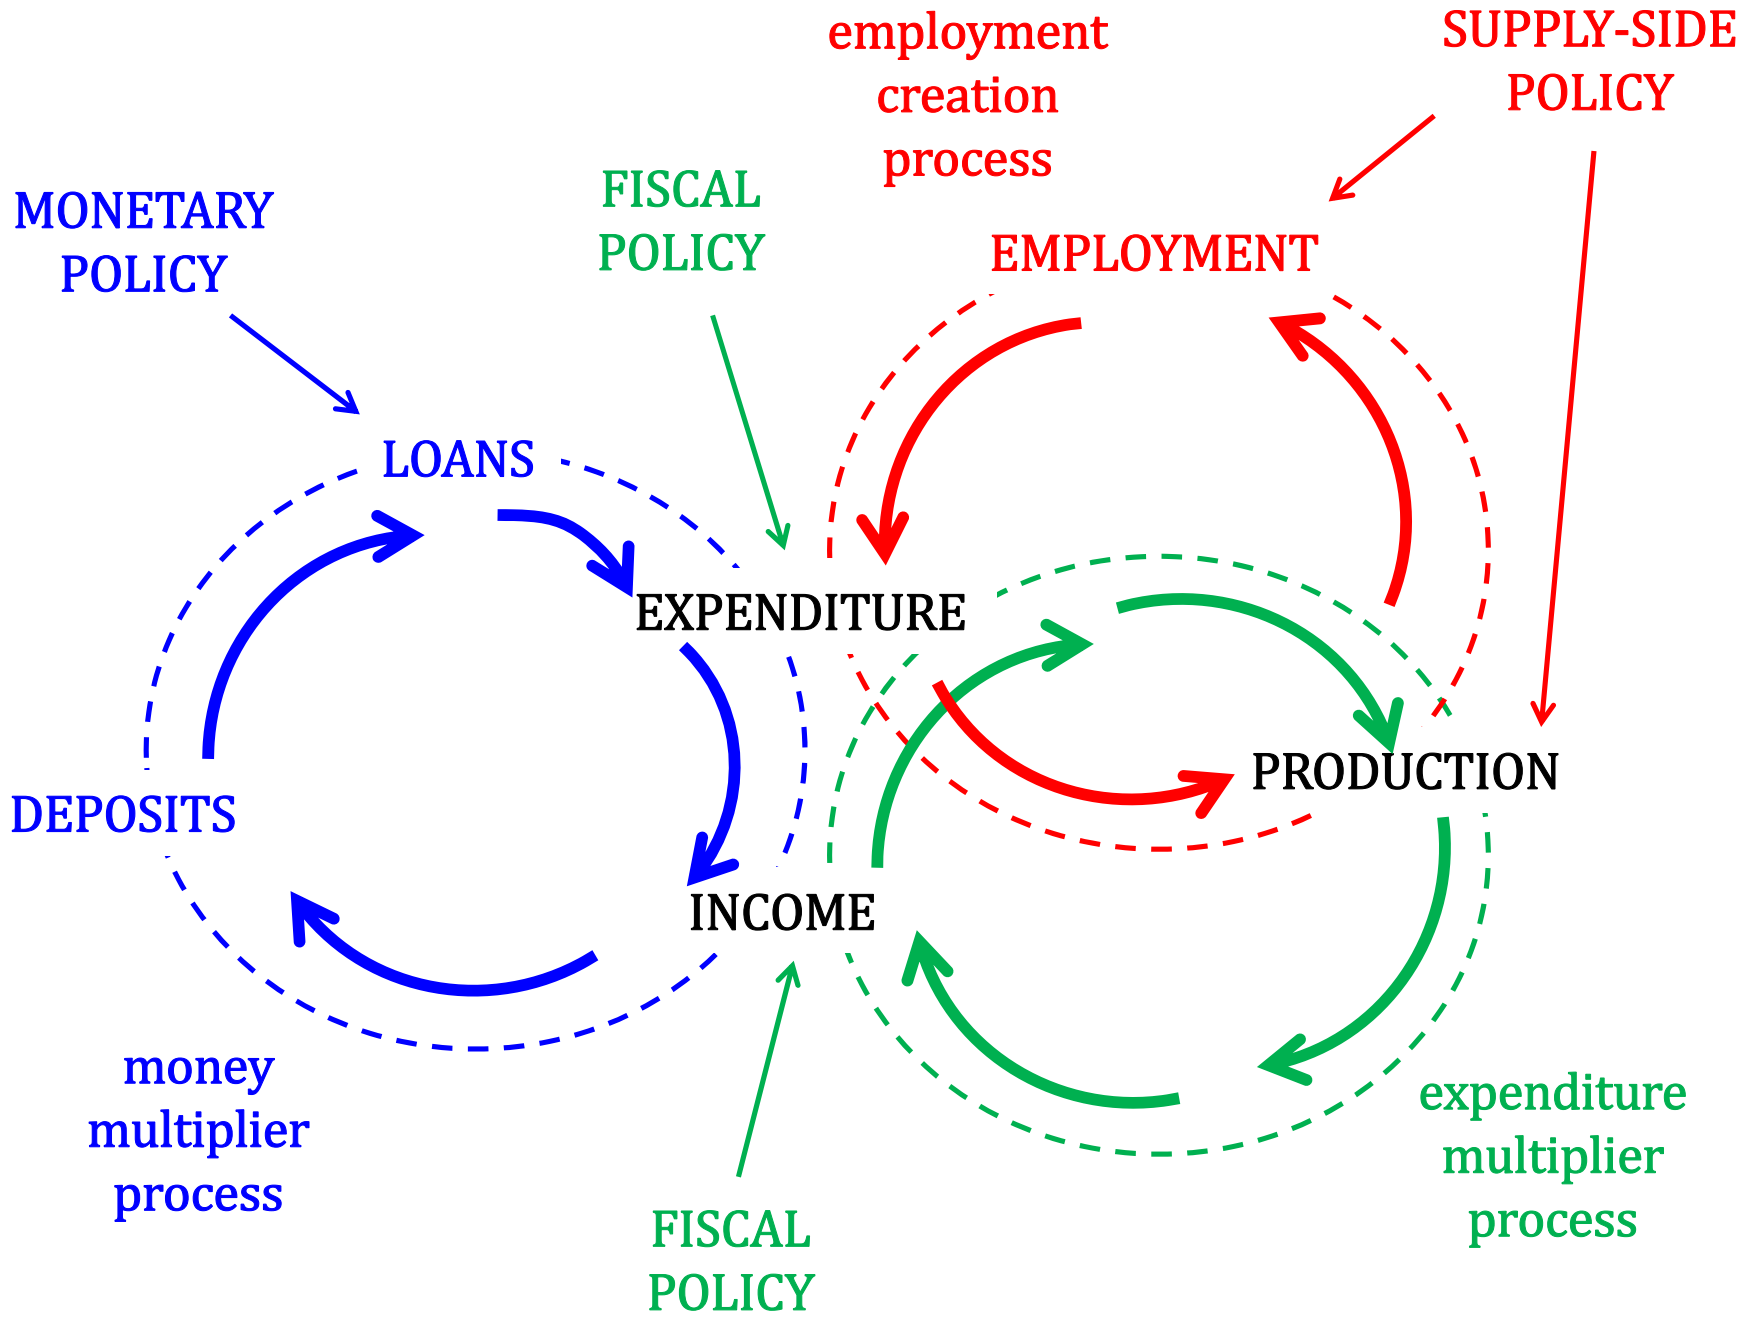 employment
creation
process
SUPPLY-SIDE
POLICY
MONETARY
POLICY
FISCAL
POLICY
EMPLOYMENT
LOANS
EXPENDITURE
PRODUCTION
DEPOSITS
INCOME
money
multiplier
process
expenditure
multiplier
process
FISCAL
POLICY